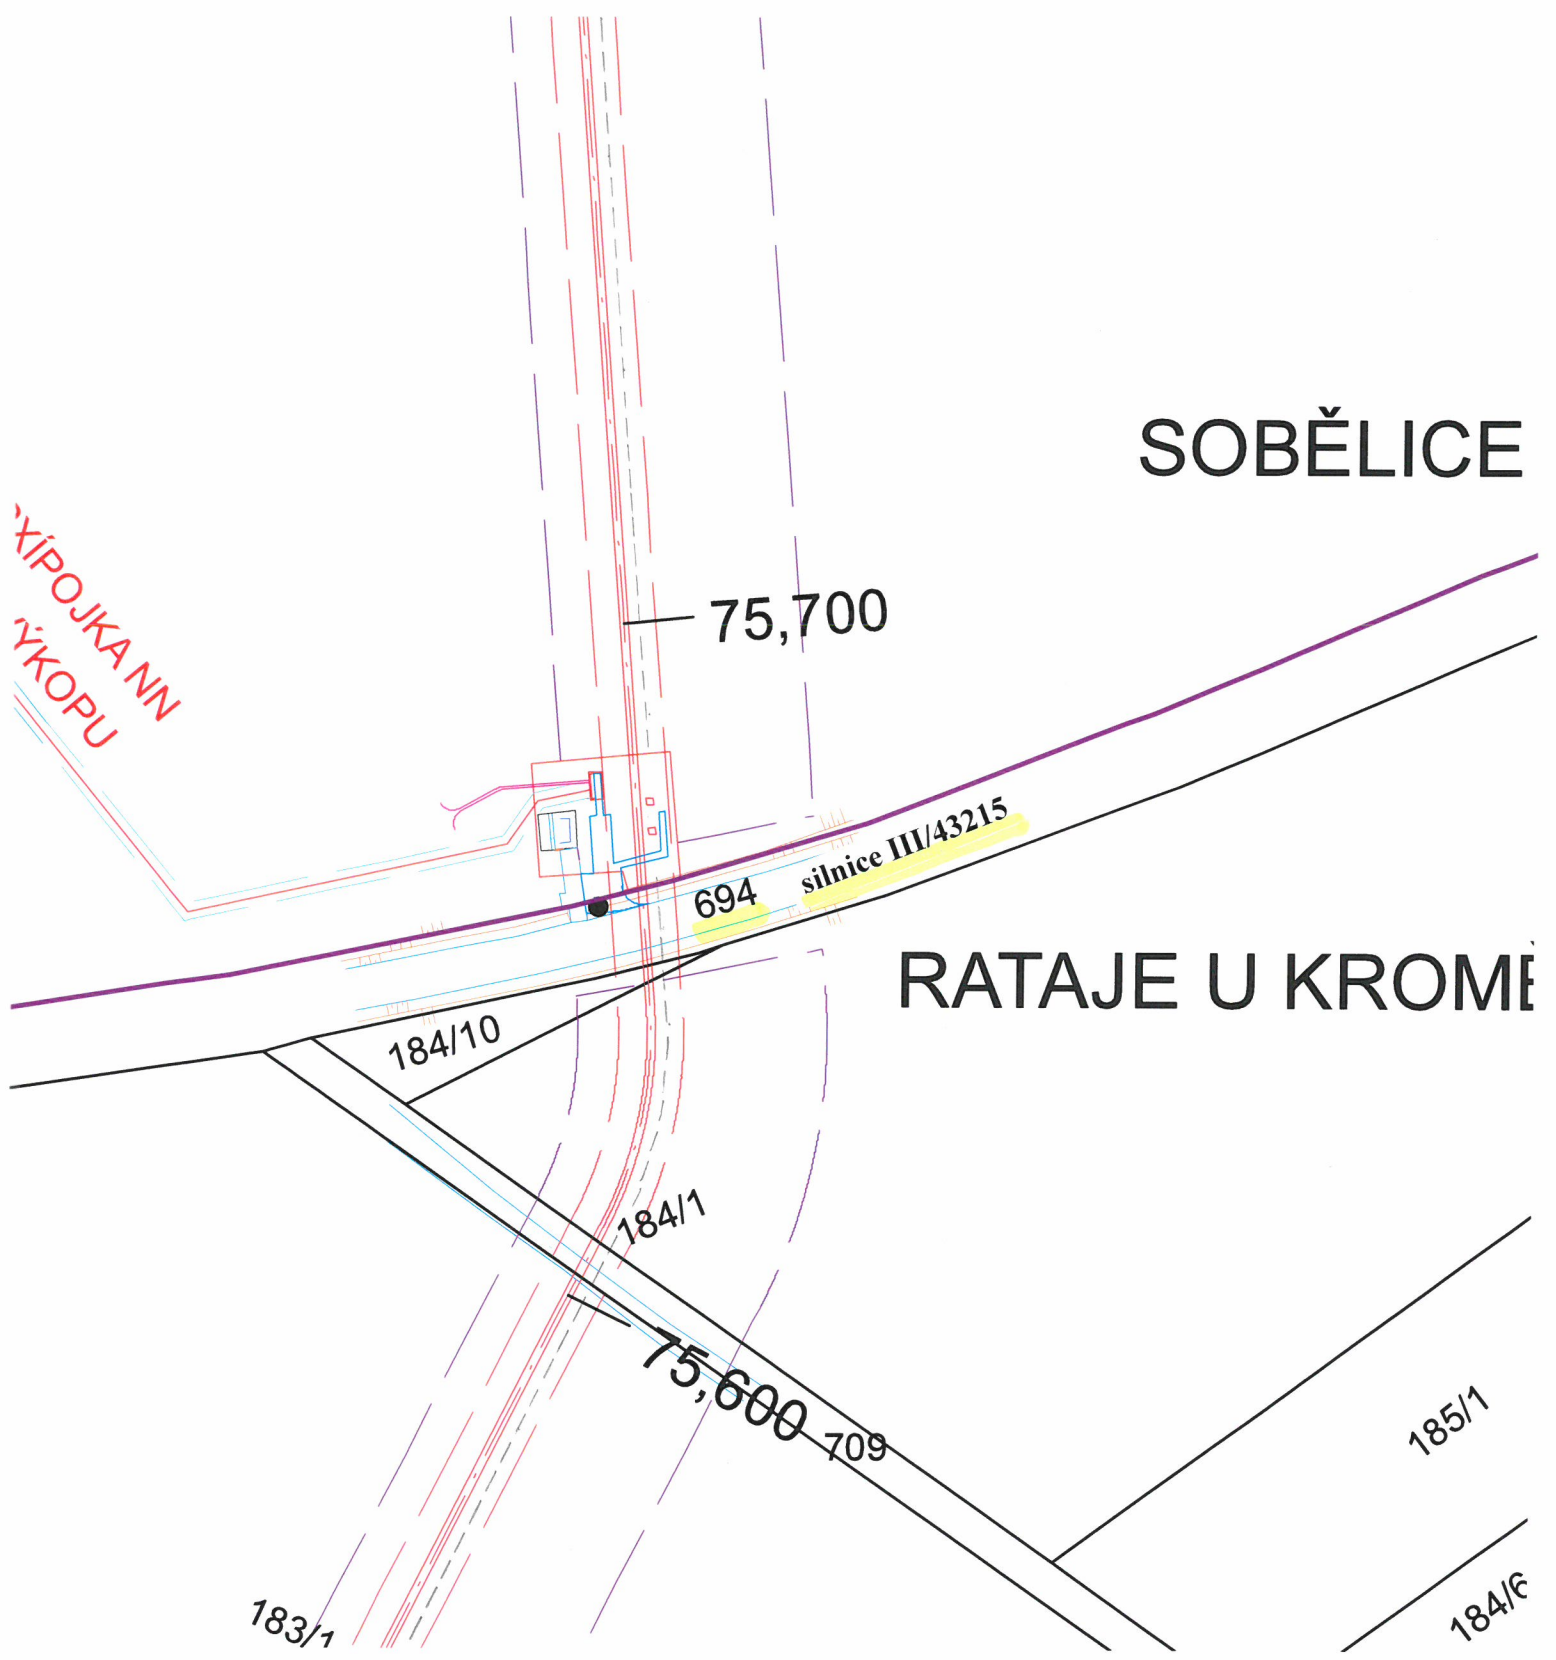 SOBĚLICE
75,700
ÝKOPU
silnice III/43215
694
RATAJE U KROMĚ
184/10
184/1
75,600
709
185/1
184/6
183/1